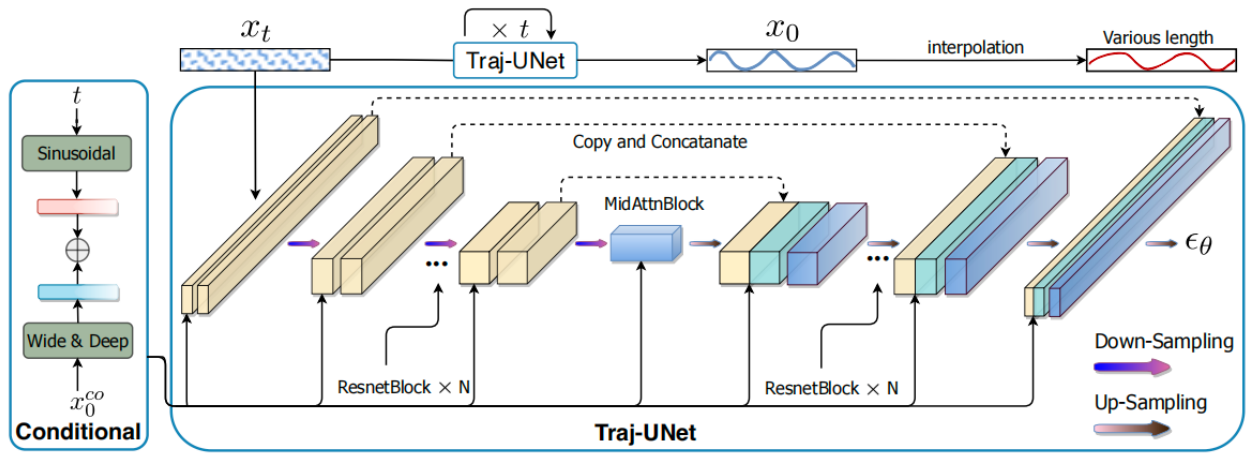 x_t
× t
Traj-UNet
x_0
interpolation
Various length
t
Sinusoidal
Wide & Deep
x_0^{co}
Conditional
Copy and Concatanate
MidAttnBlock
...
...
ϵ_θ
ResnetBlock × N
ResnetBlock × N
Down-Sampling
Up-Sampling
Traj-UNet